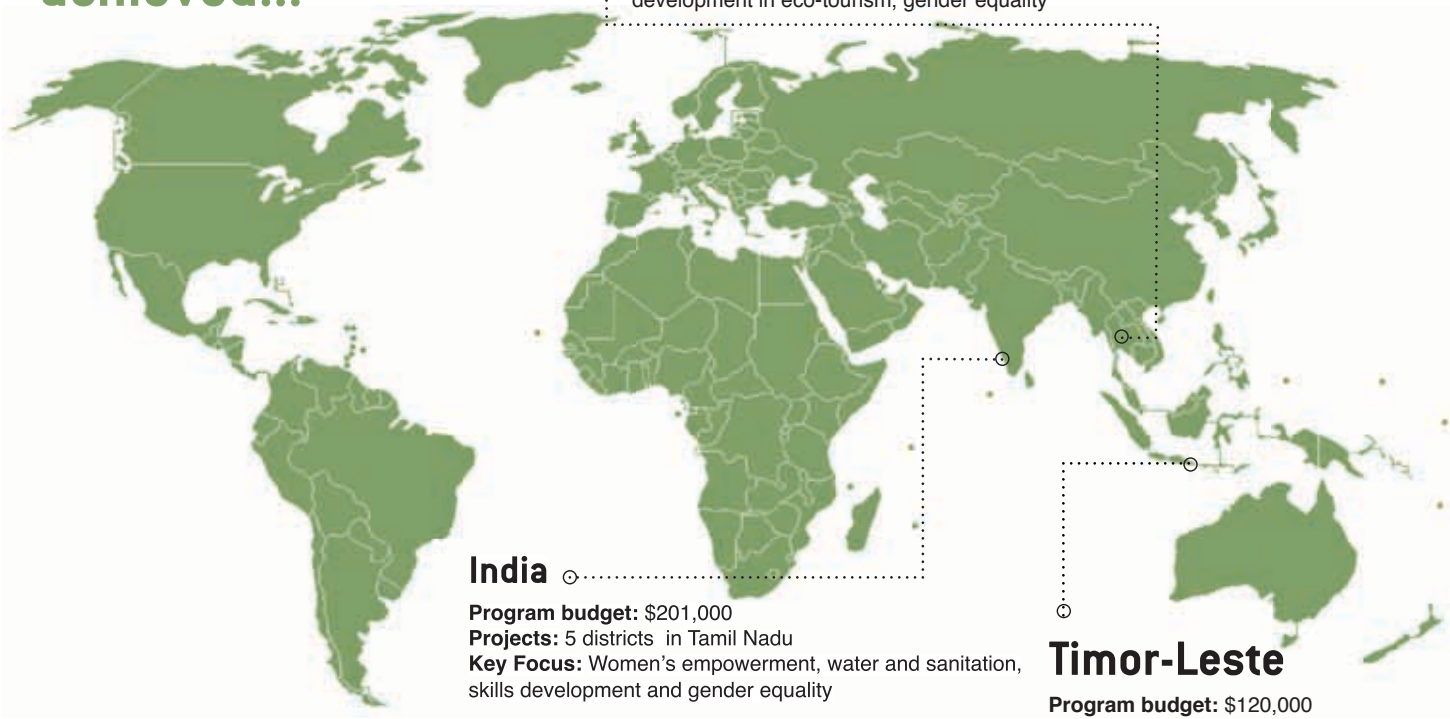 achieved...
development in eco-tourism, gender equality
India
Program budget: $201,000
Projects: 5 districts in Tamil Nadu
Key Focus: Women’s empowerment, water and sanitation,
skills development and gender equality
Timor-Leste
Program budget: $120,000